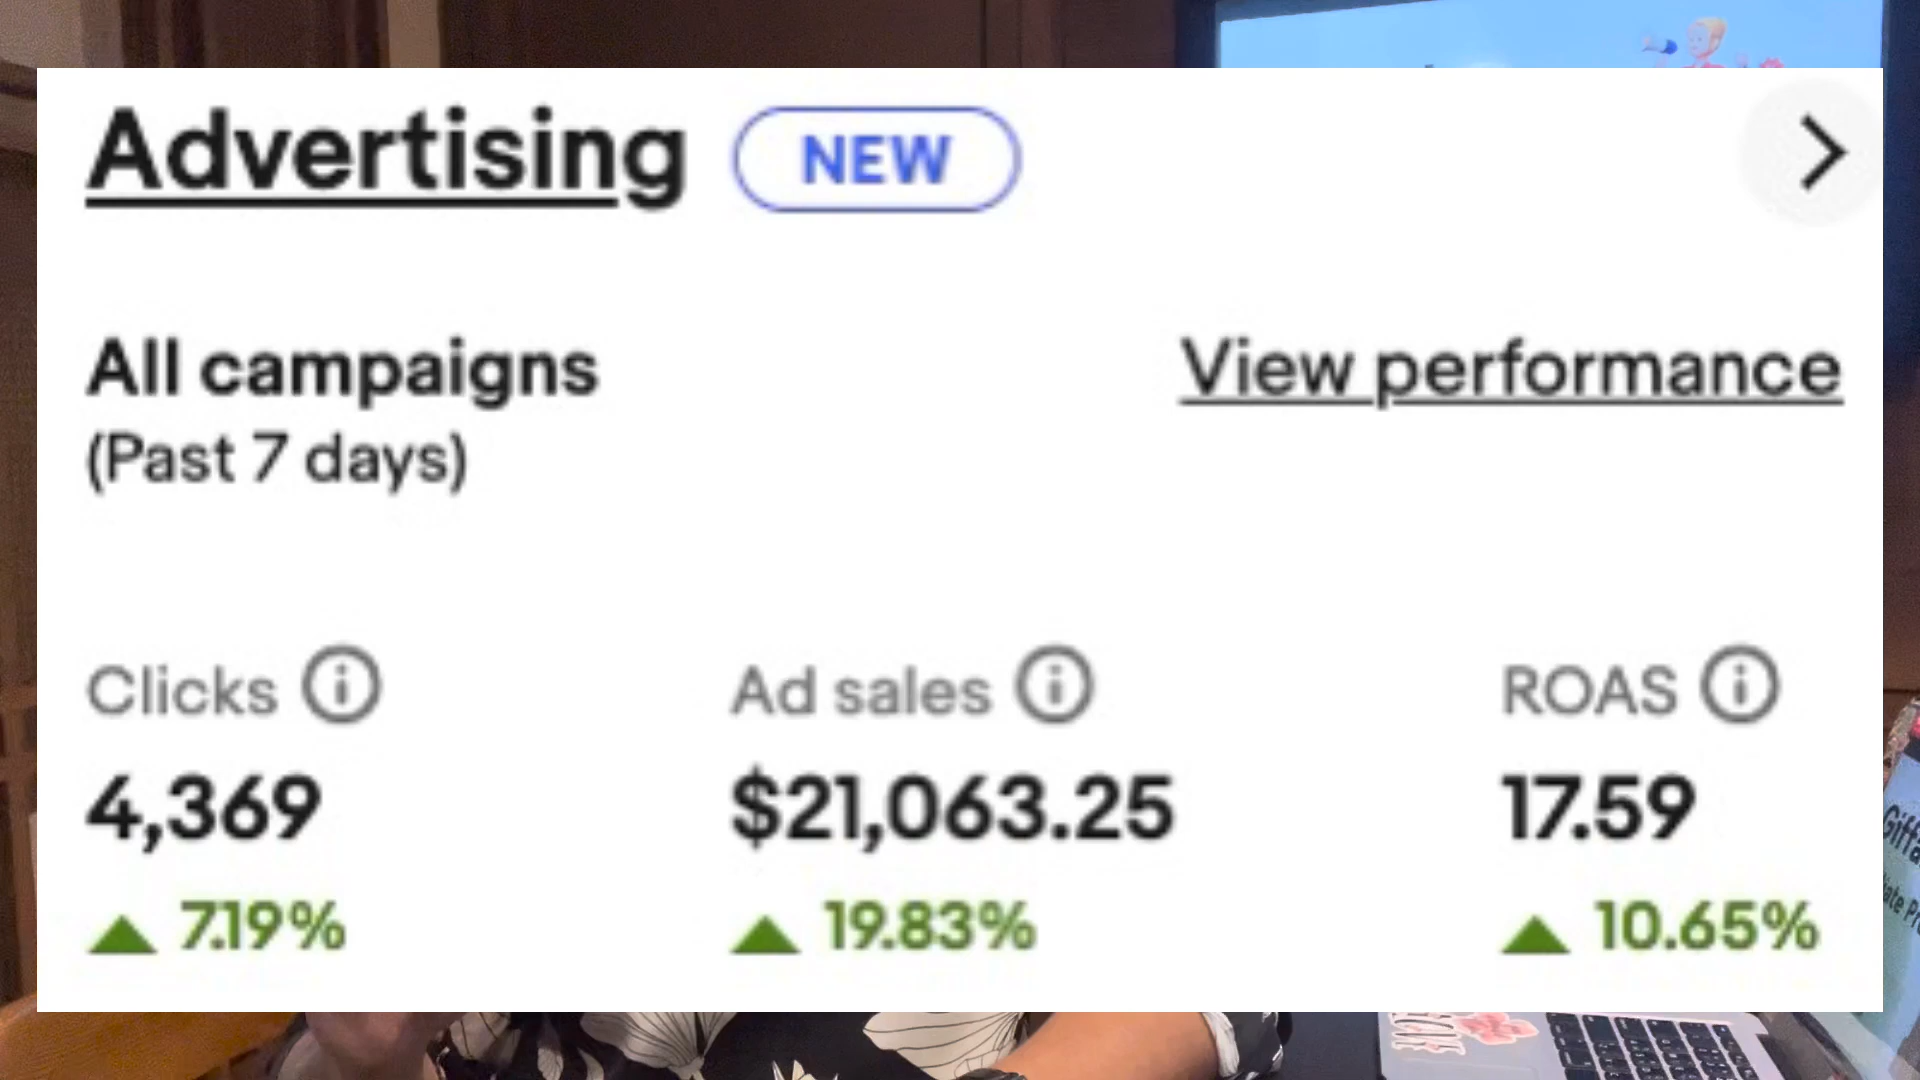 Advertising NEW
All campaigns View performance
(Past 7 days)
Clicks Ad sales ROAS
4,369 $21,063.25 17.59
7.19% 19.83% 10.65%